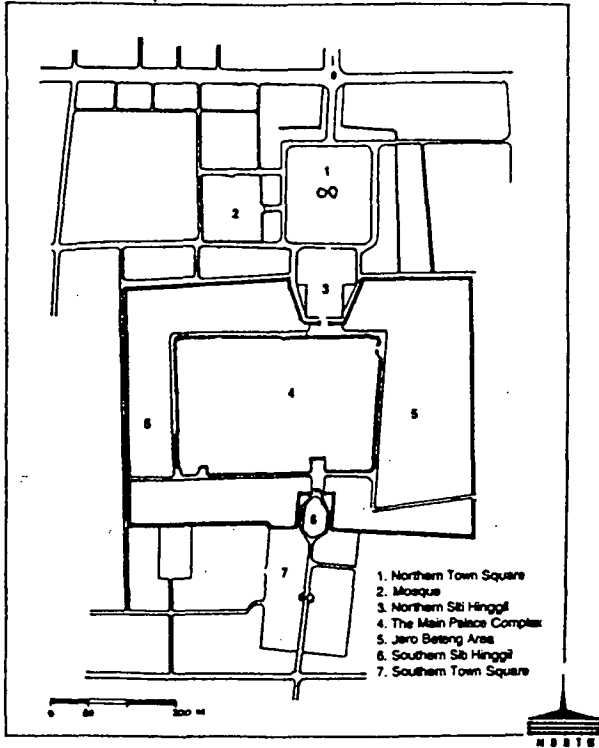 1
2
3
4
5
5
6
7
1. Northern Town Square
2. Mosque
3. Northern Siti Hinggil
4. The Main Palace Complex
5. Jero Beteng Area
6. Southern Siti Hinggil
7. Southern Town Square
0
200 M
NORTH